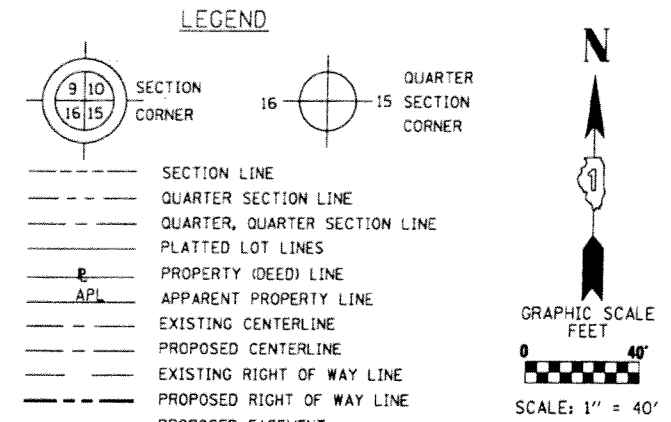 LEGEND
9 10
16 15
SECTION
CORNER
16
15
QUARTER
SECTION
CORNER
SECTION LINE
QUARTER SECTION LINE
QUARTER, QUARTER SECTION LINE
PLATTED LOT LINES
PROPERTY (DEED) LINE
APL
APPARENT PROPERTY LINE
EXISTING CENTERLINE
PROPOSED CENTERLINE
EXISTING RIGHT OF WAY LINE
PROPOSED RIGHT OF WAY LINE
PROPOSED EASEMENT
N
1
GRAPHIC SCALE
FEET
0 40'
SCALE: 1" = 40'